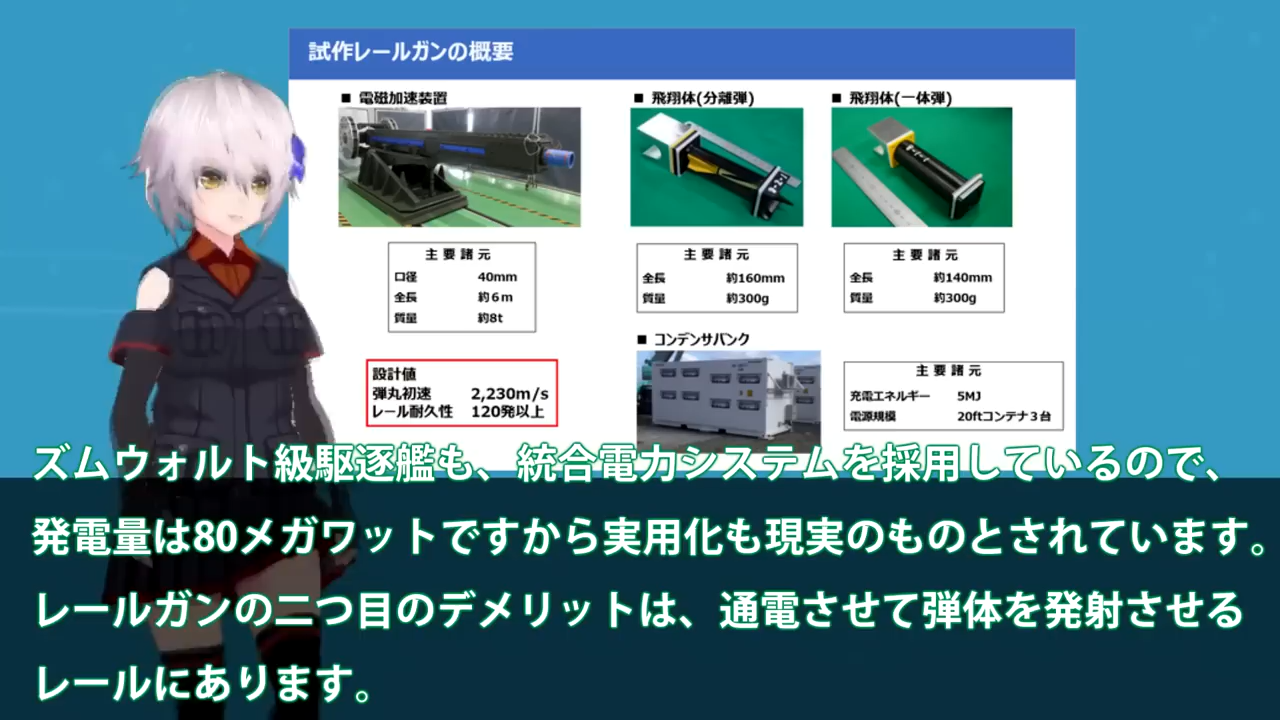 試作レールガンの概要
■ 電磁加速装置
■ 飛翔体(分離弾)
■ 飛翔体(一体弾)
主要諸元
口径 40mm
全長 約6m
質量 約8t
主要諸元
全長 約160mm
質量 約300g
主要諸元
全長 約140mm
質量 約300g
設計値
弾丸初速 2,230m/s
レール耐久性 120発以上
■ コンデンサバンク
主要諸元
充電エネルギー 5MJ
電源規模 20ftコンテナ3台
ズムウォルト級駆逐艦も、統合電力システムを採用しているので、
発電量は80メガワットですから実用化も現実のものとされています。
レールガンの二つ目のデメリットは、通電させて弾体を発射させる
レールにあります。